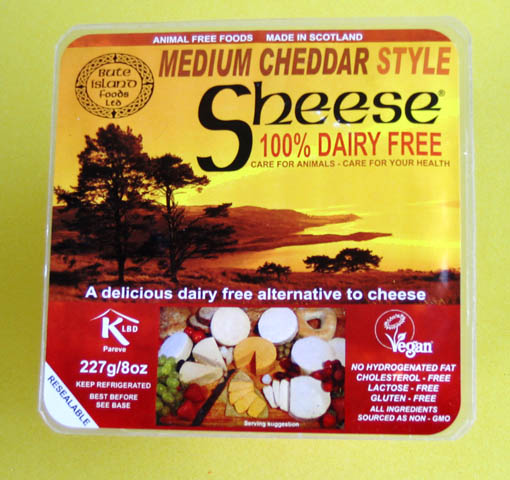 ANIMAL FREE FOODS MADE IN SCOTLAND
Bute
Island
Foods
Ltd
MEDIUM CHEDDAR STYLE
Sheese®
100% DAIRY FREE
CARE FOR ANIMALS - CARE FOR YOUR HEALTH
A delicious dairy free alternative to cheese
K LBD
Pareve
227g/8oz
KEEP REFRIGERATED
BEST BEFORE
SEE BASE
RESEALABLE
Serving suggestion
Vegan
NO HYDROGENATED FAT
CHOLESTEROL - FREE
LACTOSE - FREE
GLUTEN - FREE
ALL INGREDIENTS
SOURCED AS NON - GMO